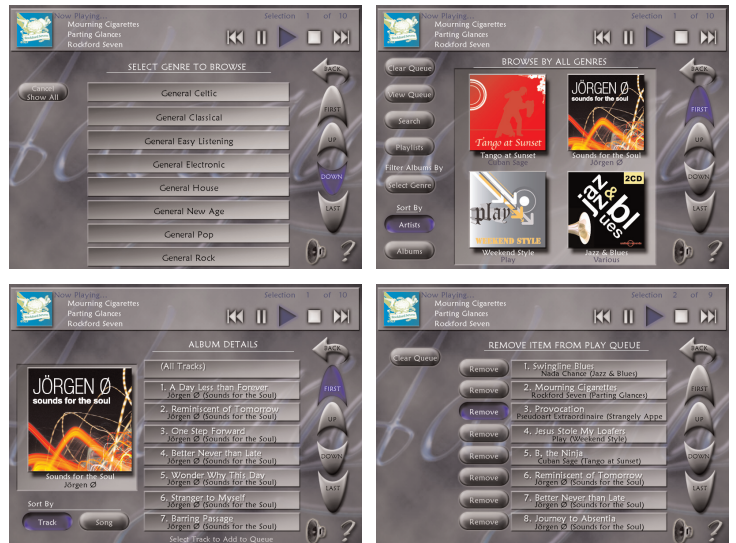 Now Playing...
Selection 1 of 10
Mourning Cigarettes
Parting Glances
Rockford Seven
SELECT GENRE TO BROWSE
Cancel
Show All
General Celtic
General Classical
General Easy Listening
General Electronic
General House
General New Age
General Pop
General Rock
BACK
FIRST
UP
DOWN
LAST
?
Now Playing...
Selection 1 of 10
Mourning Cigarettes
Parting Glances
Rockford Seven
BROWSE BY ALL GENRES
Clear Queue
View Queue
Search
Playlists
Filter Albums By
Select Genre
Sort By
Artists
Albums
Tango at Sunset
Tango at Sunset
Cuban Sage
JÖRGEN Ø
sounds for the soul
Sounds for the Soul
Jörgen Ø
play
WEEKEND STYLE
Weekend Style
Play
2CD
jazz & blues
Jazz & Blues
Various
BACK
FIRST
UP
DOWN
LAST
?
Now Playing...
Selection 1 of 10
Mourning Cigarettes
Parting Glances
Rockford Seven
ALBUM DETAILS
JÖRGEN Ø
sounds for the soul
Sounds for the Soul
Jörgen Ø
Sort By
Track
Song
(All Tracks)
1. A Day Less than Forever
Jörgen Ø (Sounds for the Soul)
2. Reminiscent of Tomorrow
Jörgen Ø (Sounds for the Soul)
3. One Step Forward
Jörgen Ø (Sounds for the Soul)
4. Better Never than Late
Jörgen Ø (Sounds for the Soul)
5. Wonder Why This Day
Jörgen Ø (Sounds for the Soul)
6. Stranger to Myself
Jörgen Ø (Sounds for the Soul)
7. Barring Passage
Jörgen Ø (Sounds for the Soul)
Select Track to Add to Queue
BACK
FIRST
UP
DOWN
LAST
?
Now Playing...
Selection 2 of 9
Mourning Cigarettes
Parting Glances
Rockford Seven
REMOVE ITEM FROM PLAY QUEUE
Clear Queue
Remove
1. Swingline Blues
Nada Chance (Jazz & Blues)
Remove
2. Mourning Cigarettes
Rockford Seven (Parting Glances)
Remove
3. Provocation
Pseudoart Extraordinaire (Strangely Appe
Remove
4. Jesus Stole My Loafers
Play (Weekend Style)
Remove
5. B, the Ninja
Cuban Sage (Tango at Sunset)
Remove
6. Reminiscent of Tomorrow
Jörgen Ø (Sounds for the Soul)
Remove
7. Better Never than Late
Jörgen Ø (Sounds for the Soul)
Remove
8. Journey to Absentia
Jörgen Ø (Sounds for the Soul)
BACK
FIRST
UP
DOWN
LAST
?